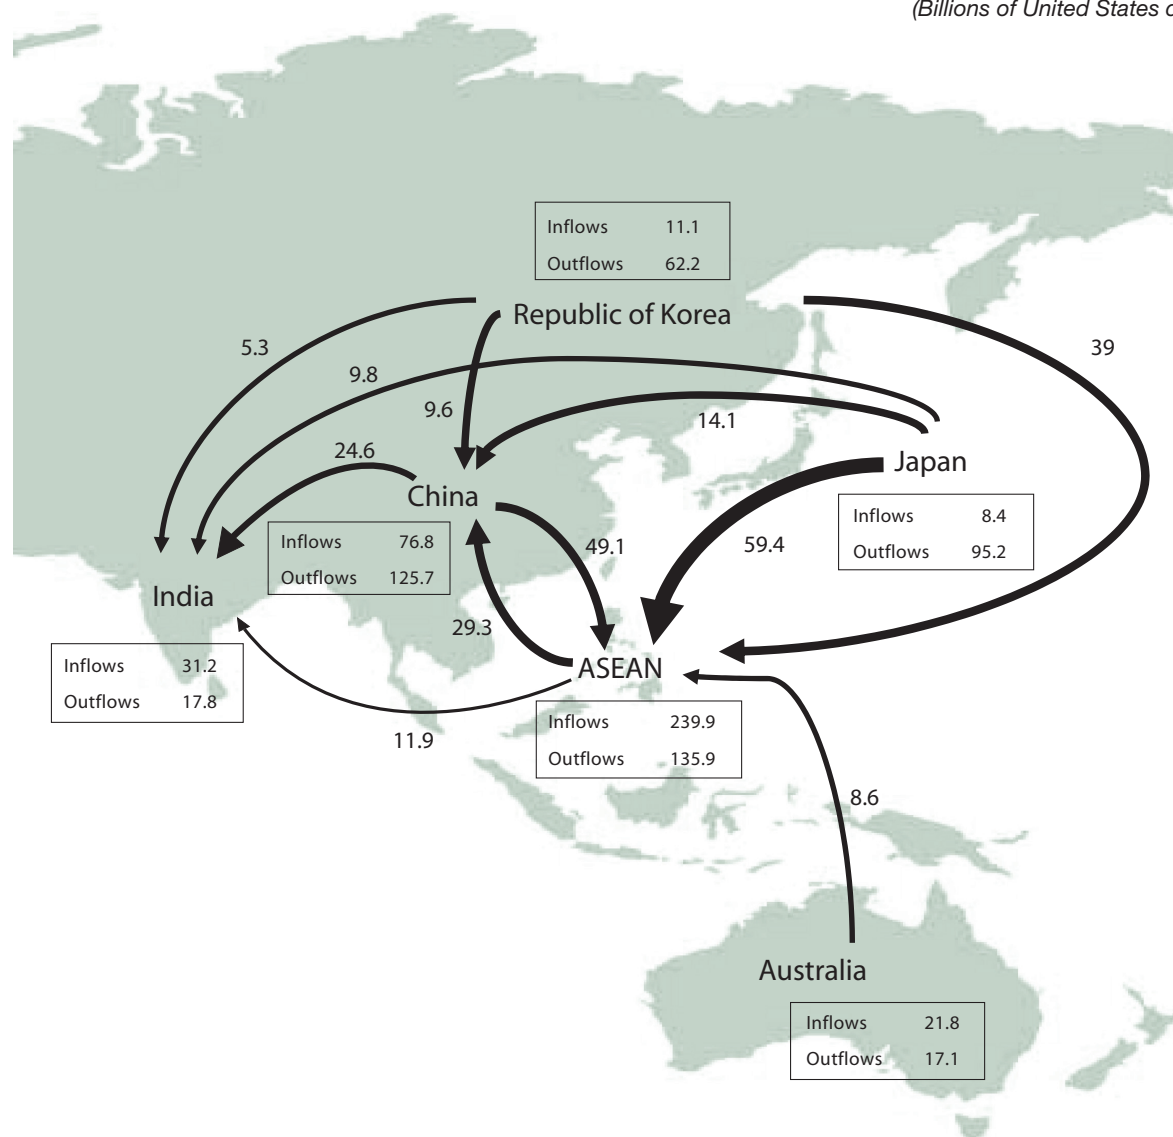 (Billions of United States
Inflows 11.1
Outflows 62.2
Republic of Korea
5.3
39
9.8
9.6
14.1
24.6
Japan
China
Inflows 8.4
Outflows 95.2
Inflows 76.8
Outflows 125.7
49.1
59.4
India
29.3
Inflows 31.2
Outflows 17.8
ASEAN
Inflows 239.9
Outflows 135.9
11.9
8.6
Australia
Inflows 21.8
Outflows 17.1